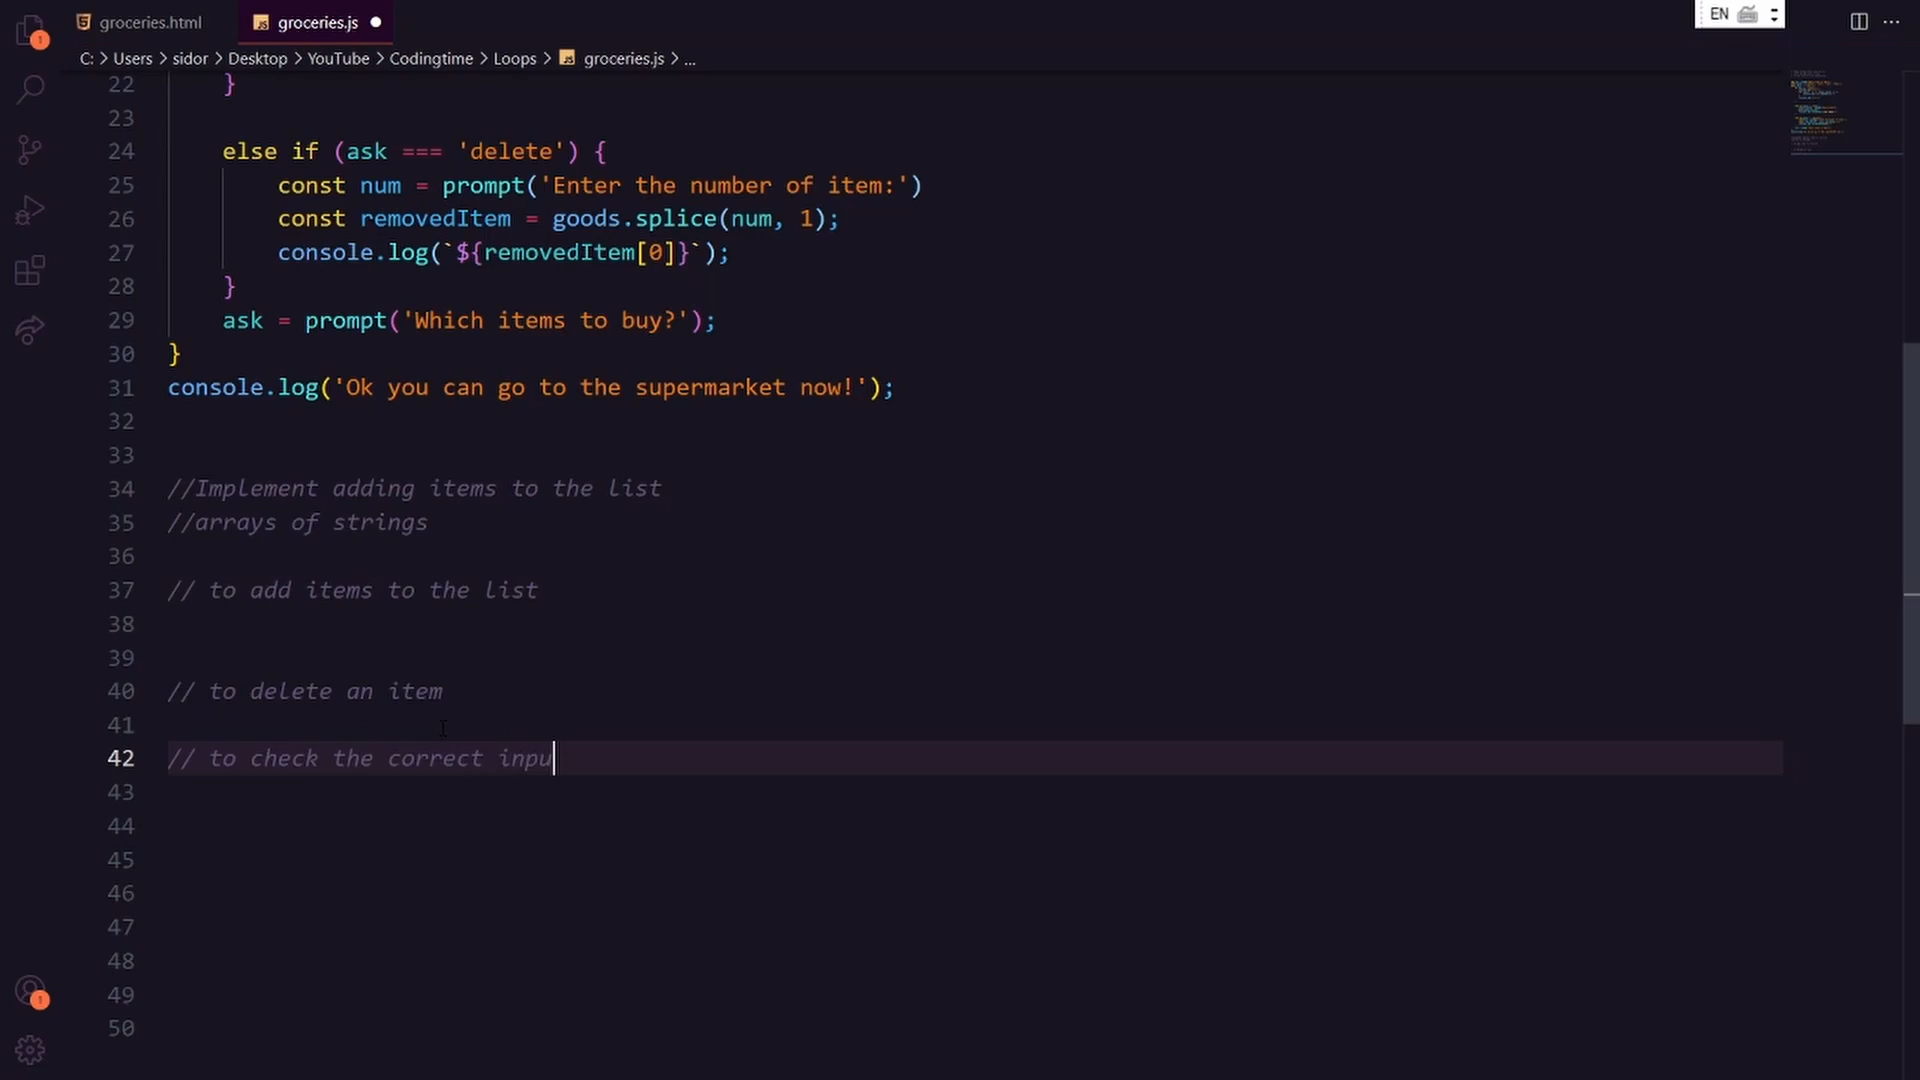 groceries.html
groceries.js
EN
C: > Users > sidor > Desktop > YouTube > Codingtime > Loops > groceries.js > ...
22 }
23
24 else if (ask === 'delete') {
25 const num = prompt('Enter the number of item:')
26 const removedItem = goods.splice(num, 1);
27 console.log(`${removedItem[0]}`);
28 }
29 ask = prompt('Which items to buy?');
30 }
31 console.log('Ok you can go to the supermarket now!');
32
33
34 //Implement adding items to the list
35 //arrays of strings
36
37 // to add items to the list
38
39
40 // to delete an item
41
42 // to check the correct inpu
43
44
45
46
47
48
49
50
1
1